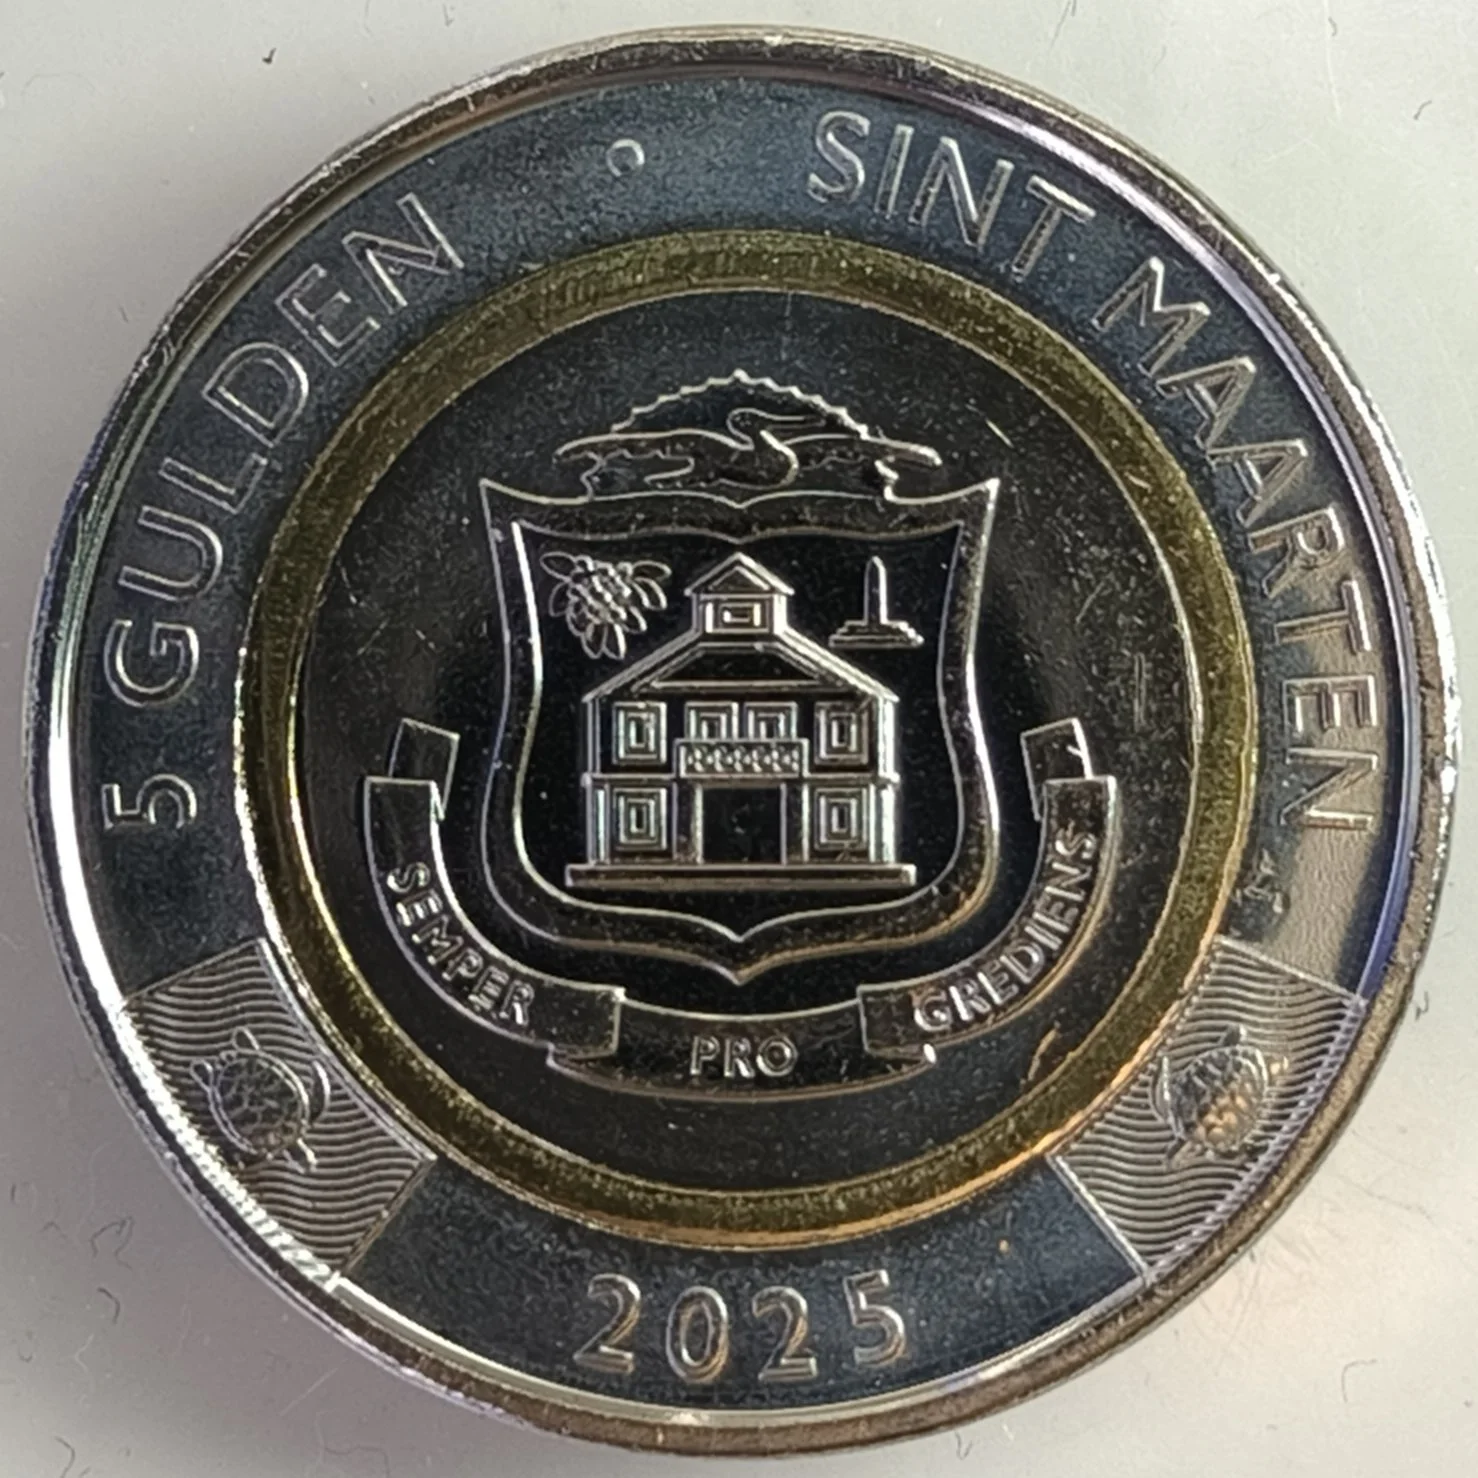 5 GULDEN • SINT MAARTEN
SEMPER PRO GREDIENS
2025